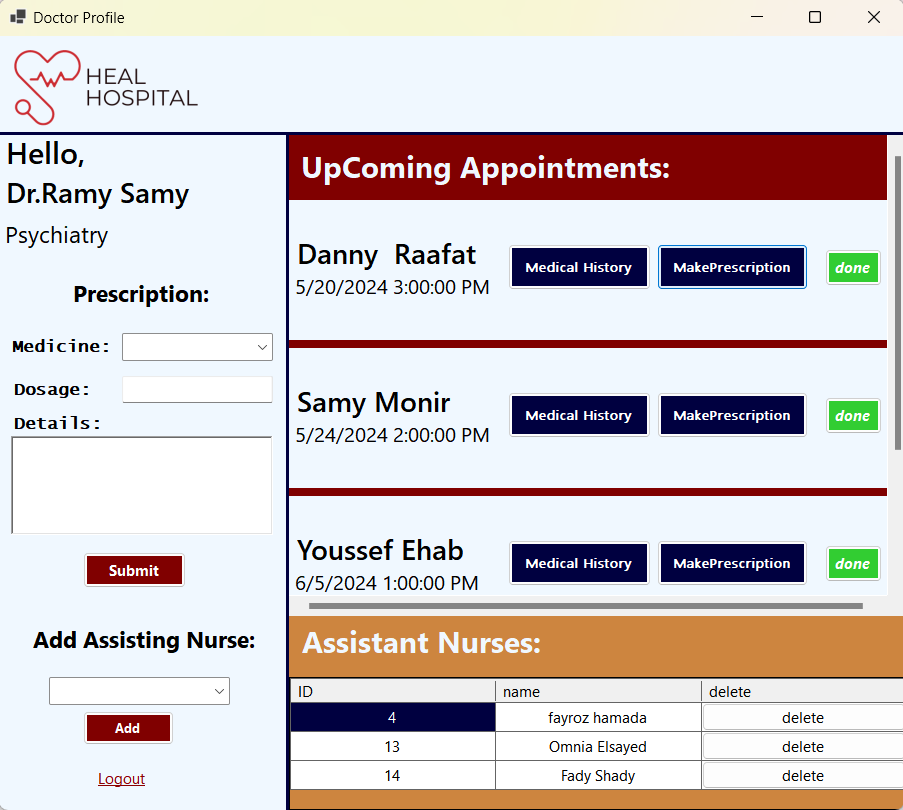 Doctor Profile
HEAL
HOSPITAL
Hello,
Dr.Ramy Samy
Psychiatry
Prescription:
Medicine:
Dosage:
Details:
Submit
Add Assisting Nurse:
Add
Logout
UpComing Appointments:
Danny  Raafat
5/20/2024 3:00:00 PM
Medical History
MakePrescription
done
Samy Monir
5/24/2024 2:00:00 PM
Medical History
MakePrescription
done
Youssef Ehab
6/5/2024 1:00:00 PM
Medical History
MakePrescription
done
Assistant Nurses:
ID name delete
4 fayroz hamada delete
13 Omnia Elsayed delete
14 Fady Shady delete